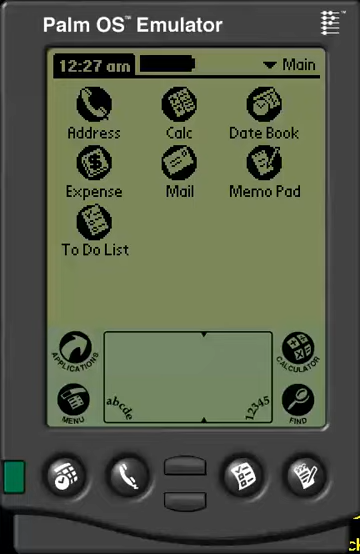 Palm OS™ Emulator
12:27 am
Main
Address Calc Date Book
Expense Mail Memo Pad
To Do List
APPLICATIONS CALCULATOR
MENU abcde 12345 FIND